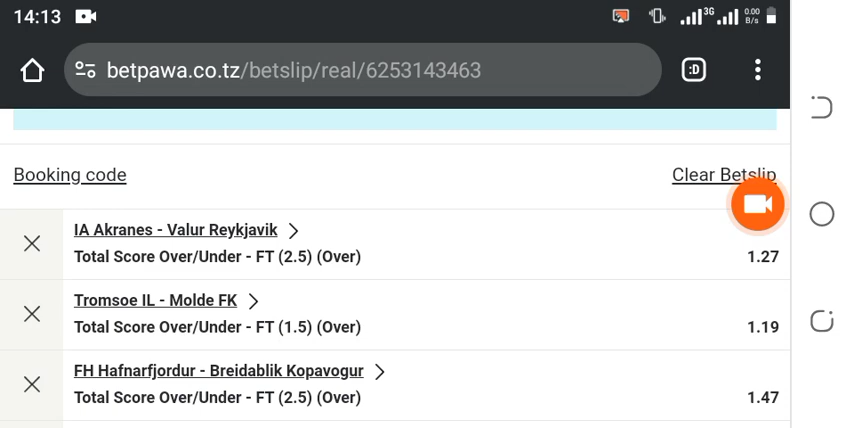 14:13 3G 0.00 B/s
betpawa.co.tz/betslip/real/6253143463 :D
Booking code Clear Betslip
IA Akranes - Valur Reykjavik
Total Score Over/Under - FT (2.5) (Over) 1.27
Tromsoe IL - Molde FK
Total Score Over/Under - FT (1.5) (Over) 1.19
FH Hafnarfjordur - Breidablik Kopavogur
Total Score Over/Under - FT (2.5) (Over) 1.47